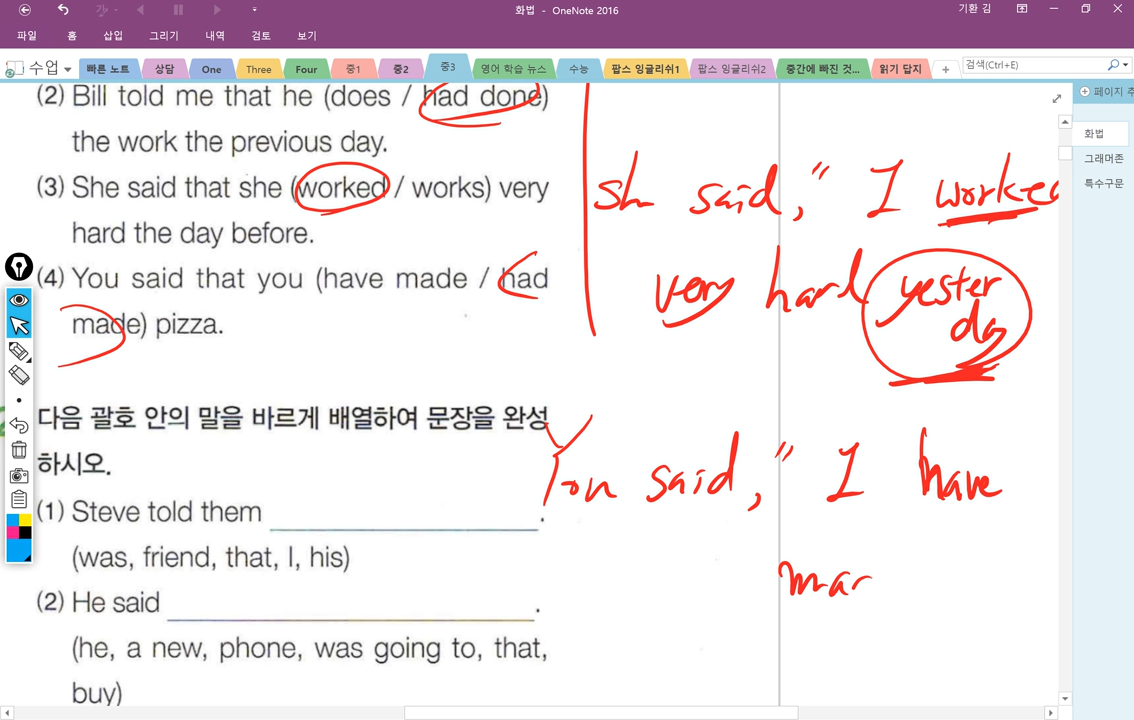 화법 - OneNote 2016
기환 김
파일 홈 삽입 그리기 내역 검토 보기
수업 빠른 노트 상담 One Three Four 중1 중2 중3 영어 학습 뉴스 수능 팝스 잉글리쉬1 팝스 잉글리쉬2 중간에 빠진 것... 읽기 답지 검색(Ctrl+E)
페이지 추
화법
그래머존
특수구문
(2) Bill told me that he (does / had done)
the work the previous day.
(3) She said that she (worked / works) very
hard the day before.
(4) You said that you (have made / had
made) pizza.
다음 괄호 안의 말을 바르게 배열하여 문장을 완성
하시오.
(1) Steve told them .
(was, friend, that, I, his)
(2) He said .
(he, a new, phone, was going to, that,
buy)
sh said, " I worked
very hard yester
day
You said, " I have
mar